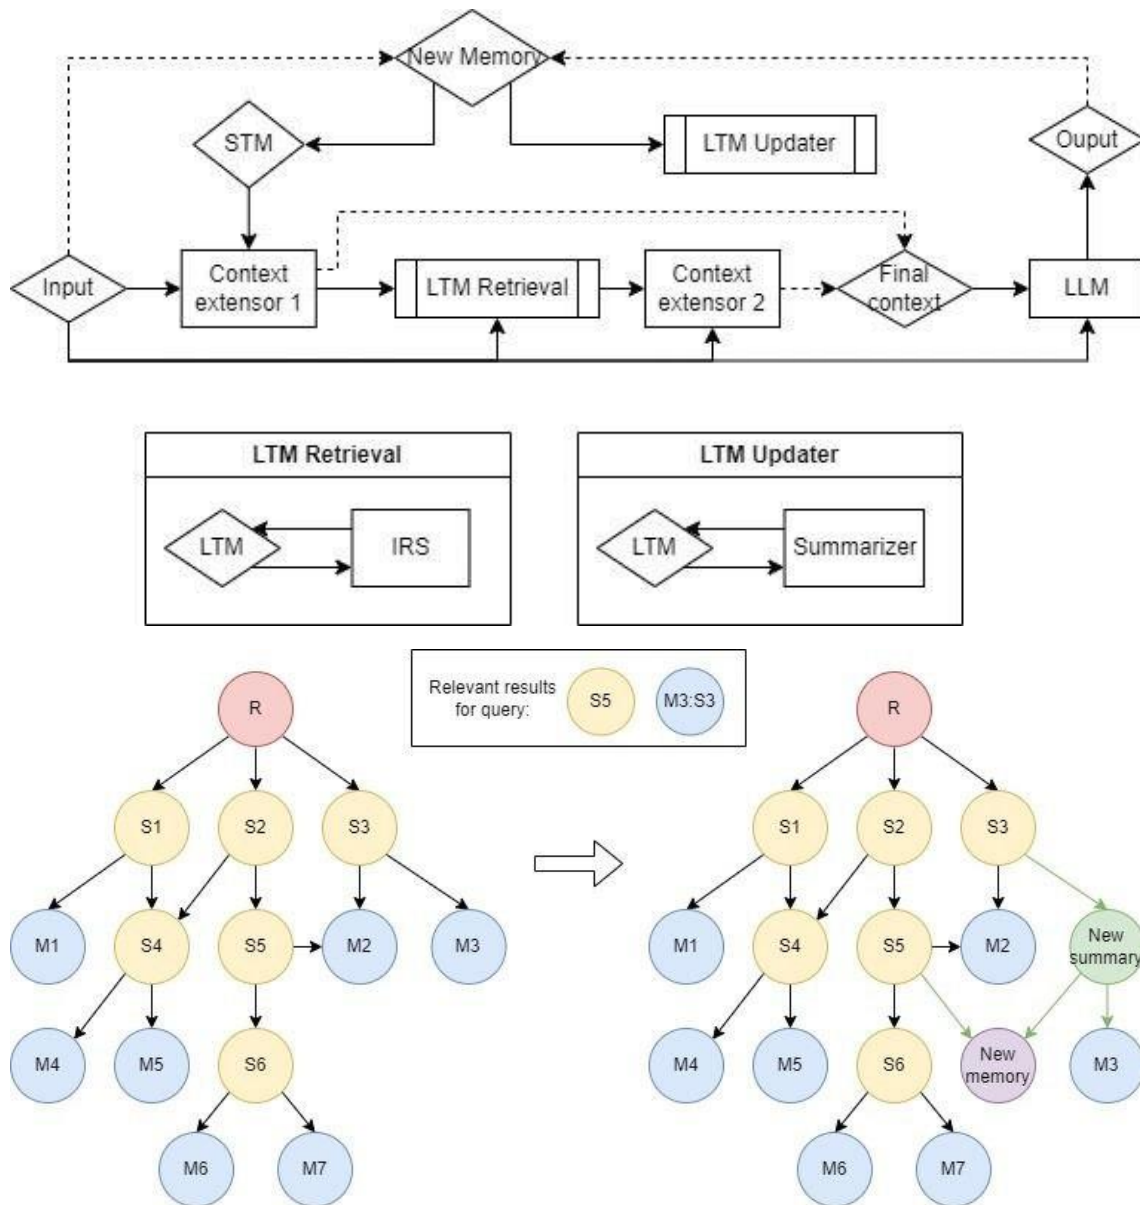 New Memory
STM
LTM Updater
Ouput
Input
Context
extensor 1
LTM Retrieval
Context
extensor 2
Final
context
LLM
LTM Retrieval
LTM
IRS
LTM Updater
LTM
Summarizer
Relevant results
for query:
S5
M3:S3
R
S1
S2
S3
M1
S4
S5
M2
M3
M4
M5
S6
M6
M7
R
S1
S2
S3
M1
S4
S5
M2
New
summary
M4
M5
S6
New
memory
M3
M6
M7